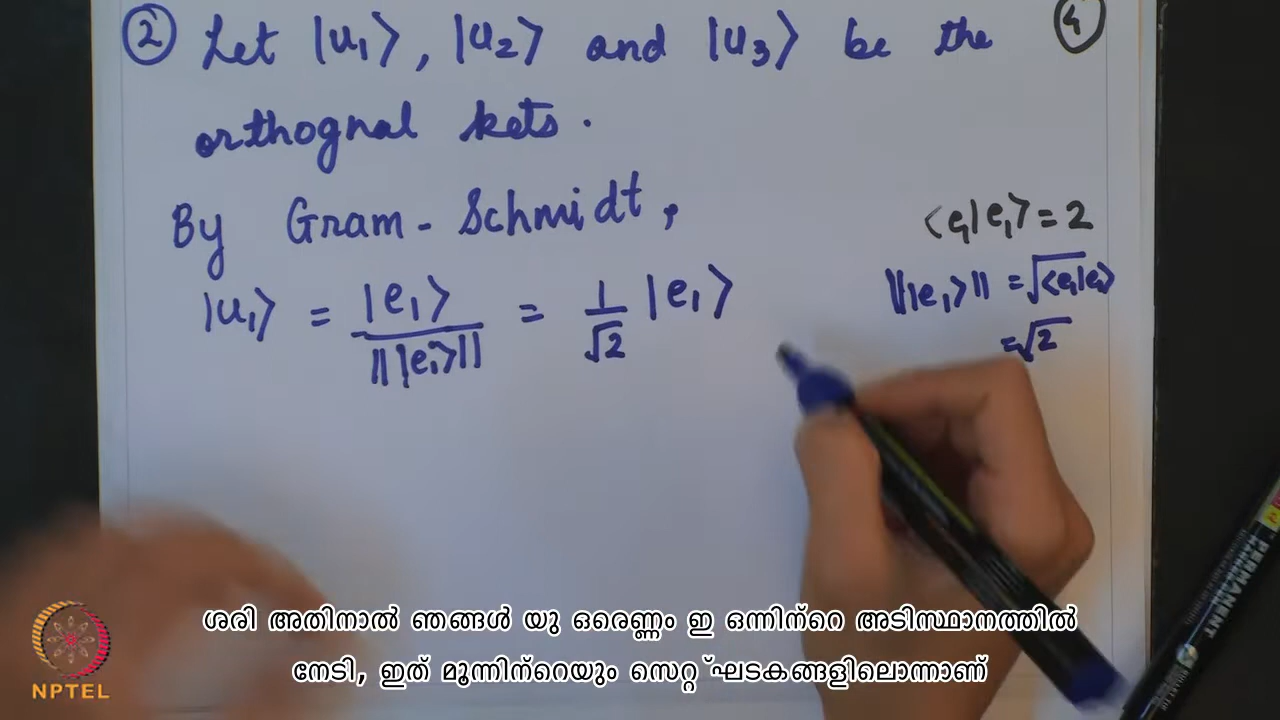 ② Let |u₁⟩, |u₂⟩ and |u₃⟩ be the
④
orthognal kets.
By Gram-Schmidt,
|u₁⟩ = |e₁⟩ / || |e₁⟩ || = 1/√2 |e₁⟩
⟨e₁|e₁⟩ = 2
|| |e₁⟩ || = √⟨e₁|e₁⟩
= √2
PERMANENT
ശരി അതിനാൽ ഞങ്ങൾ യു ഒരെണ്ണം ഇ ഒന്നിന്റെ അടിസ്ഥാനത്തിൽ
നേടി, ഇത് മൂന്നിന്റെയും സെറ്റ് ഘടകങ്ങളിലൊന്നാണ്
NPTEL